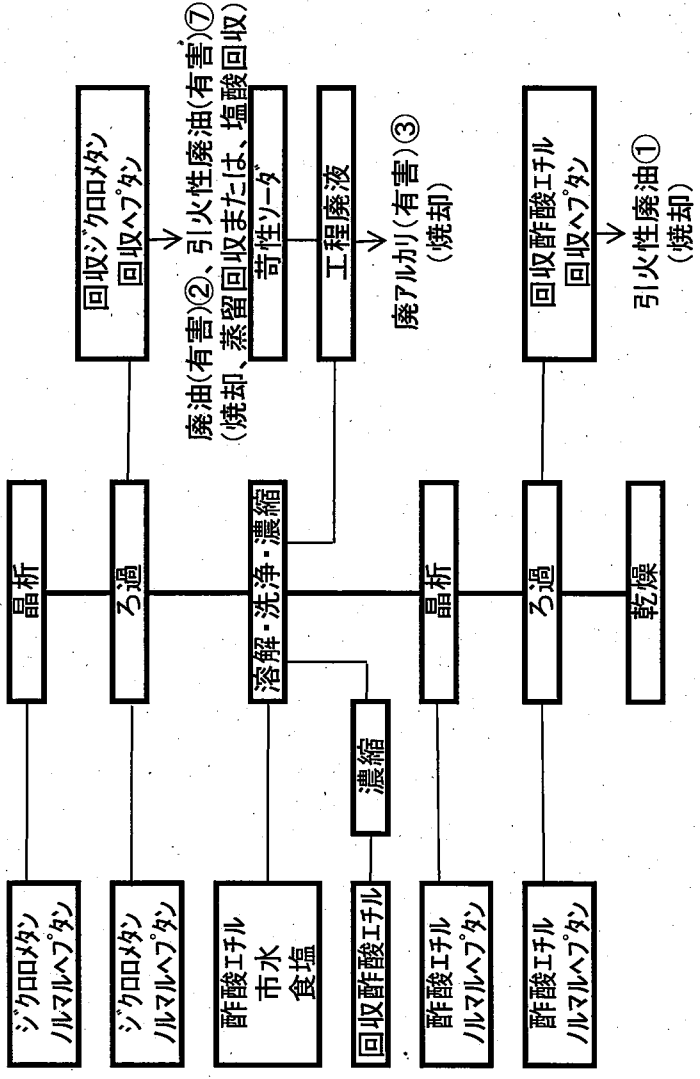 ジクロロメタン
ノルマルヘプタン
晶析
ジクロロメタン
ノルマルヘプタン
ろ過
回収ジクロロメタン
回収ヘプタン
廃油(有害)②、引火性廃油(有害)⑦
(焼却、蒸留回収または、塩酸回収)
酢酸エチル
市水
食塩
溶解・洗浄・濃縮
苛性ソーダ
工程廃液
廃アルカリ(有害)③
(焼却)
回収酢酸エチル
濃縮
酢酸エチル
ノルマルヘプタン
晶析
酢酸エチル
ノルマルヘプタン
ろ過
回収酢酸エチル
回収ヘプタン
引火性廃油①
(焼却)
乾燥